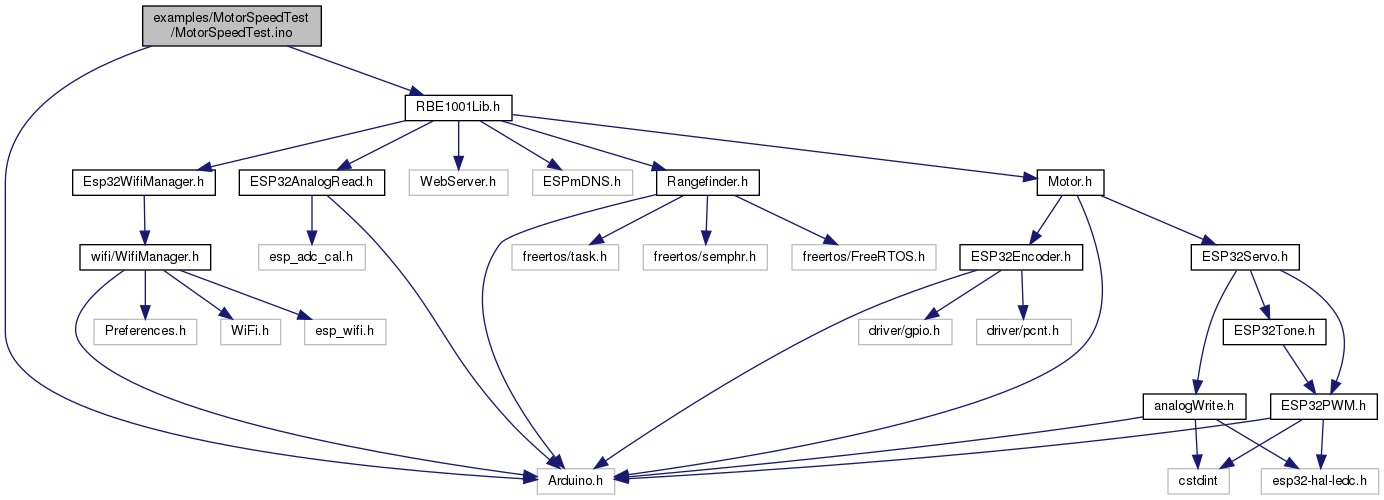 examples/MotorSpeedTest
/MotorSpeedTest.ino
RBE1001Lib.h
Esp32WifiManager.h
ESP32AnalogRead.h
WebServer.h
ESPmDNS.h
Rangefinder.h
Motor.h
wifi/WifiManager.h
esp_adc_cal.h
freertos/task.h
freertos/semphr.h
freertos/FreeRTOS.h
ESP32Encoder.h
ESP32Servo.h
Preferences.h
WiFi.h
esp_wifi.h
driver/gpio.h
driver/pcnt.h
ESP32Tone.h
analogWrite.h
ESP32PWM.h
Arduino.h
cstdint
esp32-hal-ledc.h